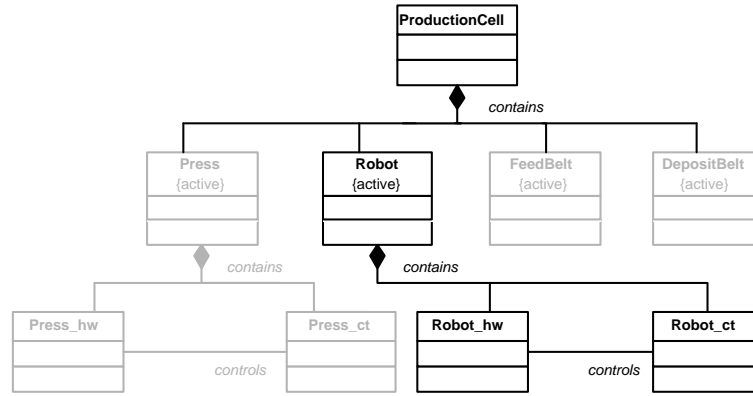 ProductionCell
contains
Press
{active}
Robot
{active}
FeedBelt
{active}
DepositBelt
{active}
contains
contains
Press_hw
Press_ct
Robot_hw
Robot_ct
controls
controls